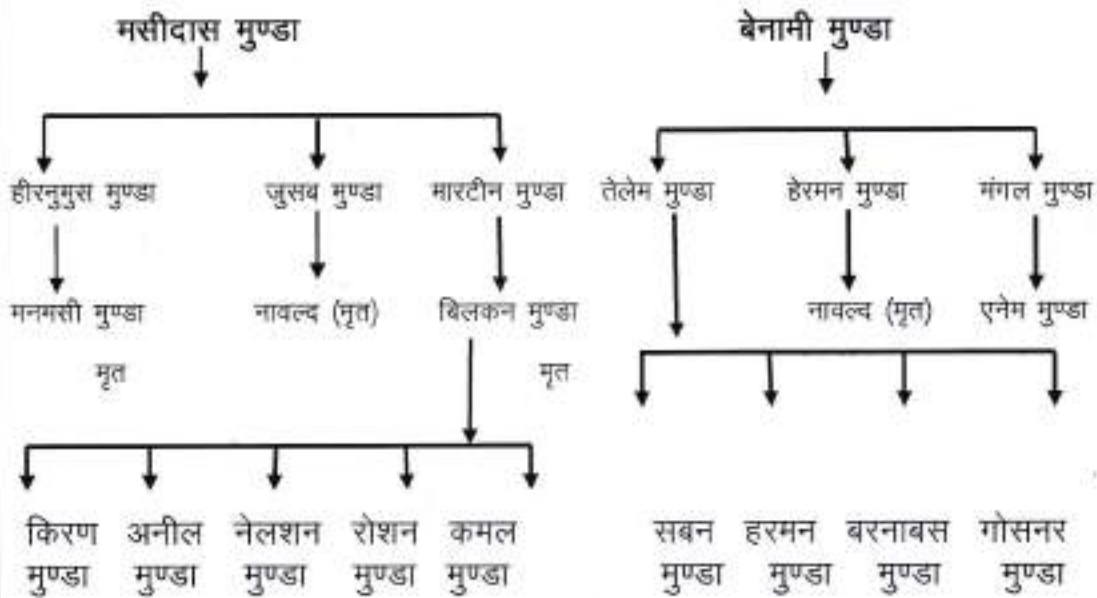 मसीदास मुण्डा बेनामी मुण्डा
हीरनुमुस मुण्डा जुसब मुण्डा मारटीन मुण्डा तेलेम मुण्डा हेरमन मुण्डा मंगल मुण्डा
मनमसी मुण्डा नावल्द (मृत) बिलकन मुण्डा नावल्द (मृत) एनेम मुण्डा
मृत मृत
किरण अनील नेलशन रोशन कमल सबन हरमन बरनाबस गोसनर
मुण्डा मुण्डा मुण्डा मुण्डा मुण्डा मुण्डा मुण्डा मुण्डा मुण्डा